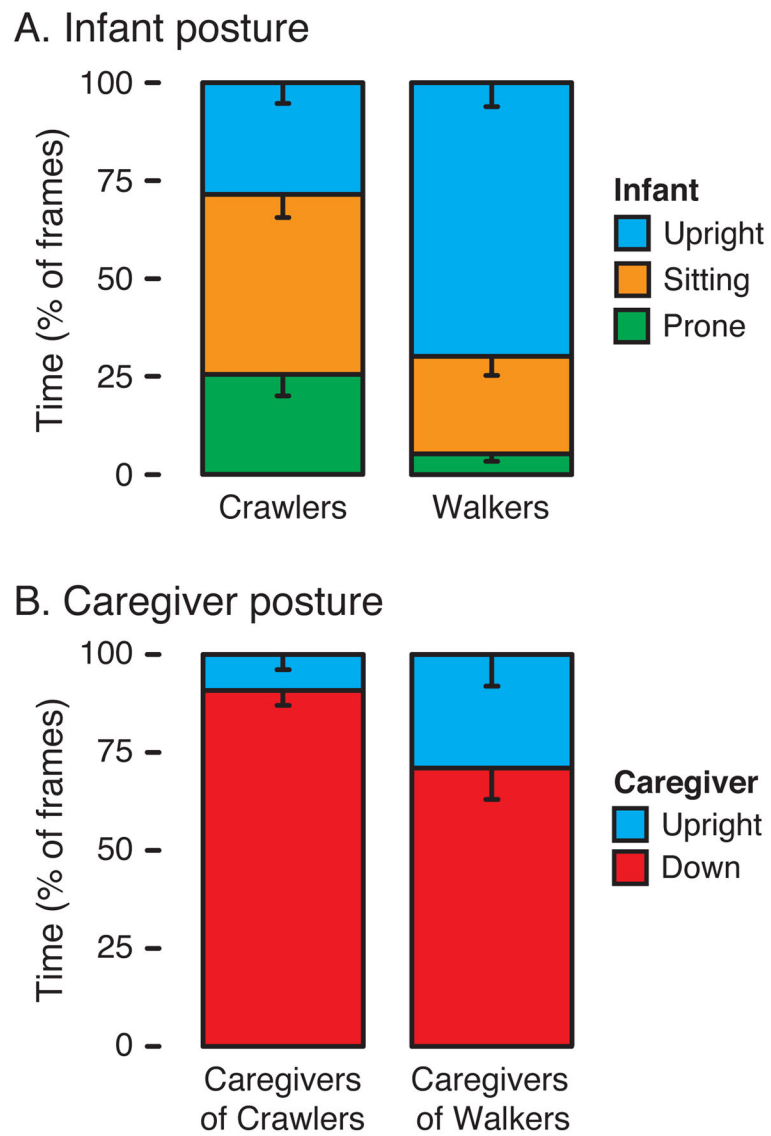 A. Infant posture
100
75
50
25
0
Time (% of frames)
Crawlers
Walkers
Infant
Upright
Sitting
Prone
B. Caregiver posture
100
75
50
25
0
Time (% of frames)
Caregivers
of Crawlers
Caregivers
of Walkers
Caregiver
Upright
Down